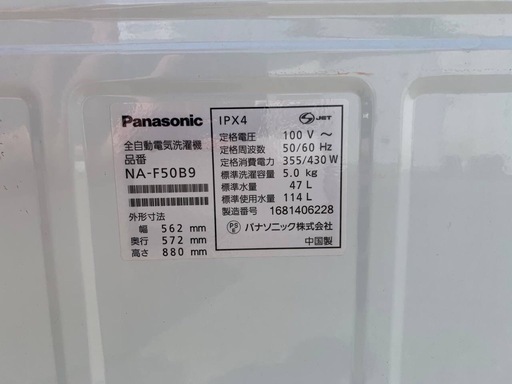 Panasonic
全自動電気洗濯機
品番
NA-F50B9
外形寸法
幅 562 mm
奥行 572 mm
高さ 880 mm
IPX4
S JET
定格電圧 100 V ～
定格周波数 50/60 Hz
定格消費電力 355/430 W
標準洗濯容量 5.0 kg
標準水量 47 L
標準使用水量 114 L
製造番号 1681406228
PS E パナソニック株式会社
中国製